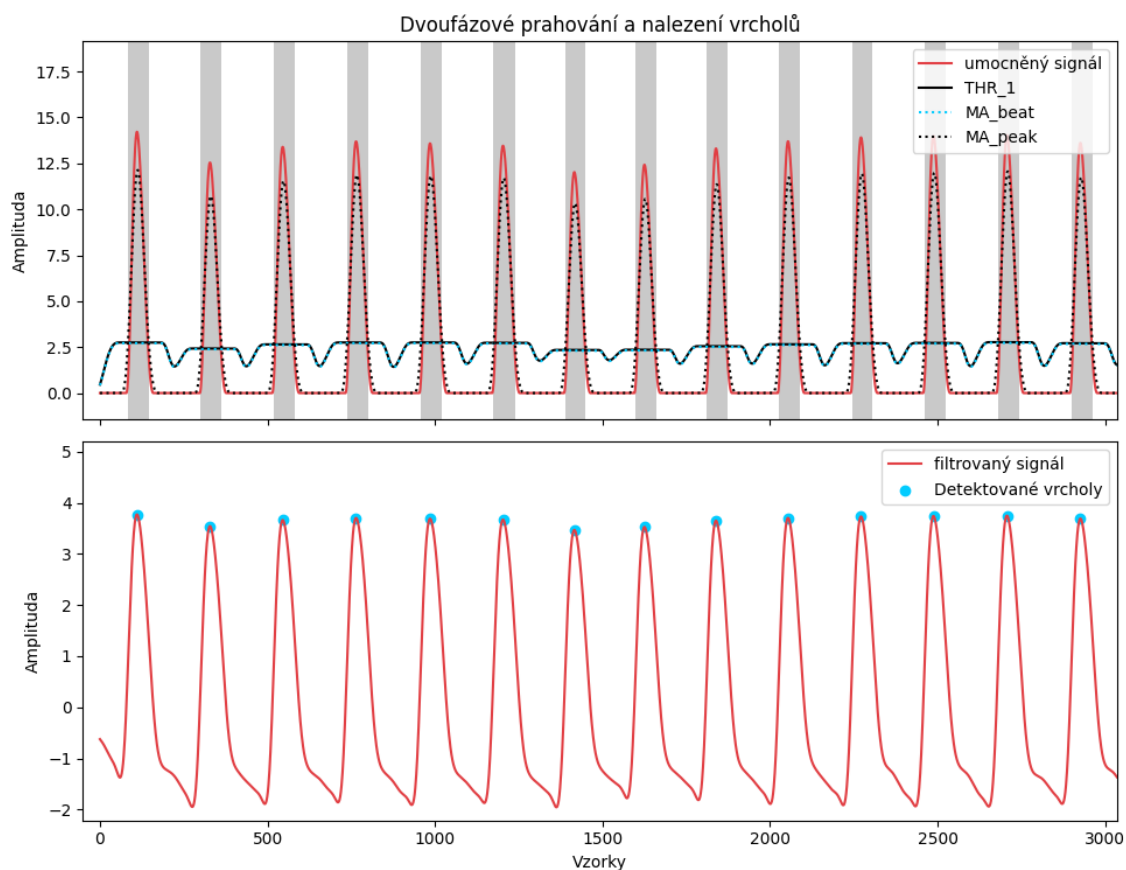 Dvoufázové prahování a nalezení vrcholů
umocněný signál
THR_1
MA_beat
MA_peak
17.5
15.0
12.5
10.0
7.5
5.0
2.5
0.0
Amplituda
filtrovaný signál
Detektované vrcholy
5
4
3
2
1
0
−1
−2
Amplituda
0 500 1000 1500 2000 2500 3000
Vzorky